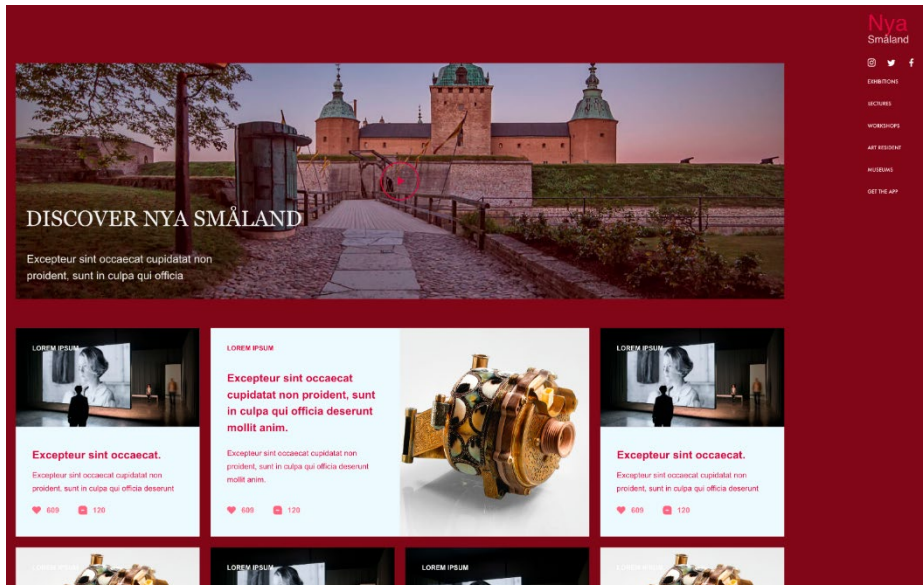 Nya
Småland
EXHIBITIONS
LECTURES
WORKSHOPS
ART RESIDENT
MUSEUMS
GET THE APP
DISCOVER NYA SMÅLAND
Excepteur sint occaecat cupidatat non
proident, sunt in culpa qui officia
LOREM IPSUM
Excepteur sint occaecat.
Excepteur sint occaecat cupidatat non
proident, sunt in culpa qui officia deserunt
609 120
LOREM IPSUM
Excepteur sint occaecat
cupidatat non proident, sunt
in culpa qui officia deserunt
mollit anim.
Excepteur sint occaecat cupidatat non
proident, sunt in culpa qui officia deserunt
mollit anim.
609 120
LOREM IPSUM
Excepteur sint occaecat.
Excepteur sint occaecat cupidatat non
proident, sunt in culpa qui officia deserunt
609 120
LOREM IPSUM
LOREM IPSUM
LOREM IPSUM
LOREM IPSUM